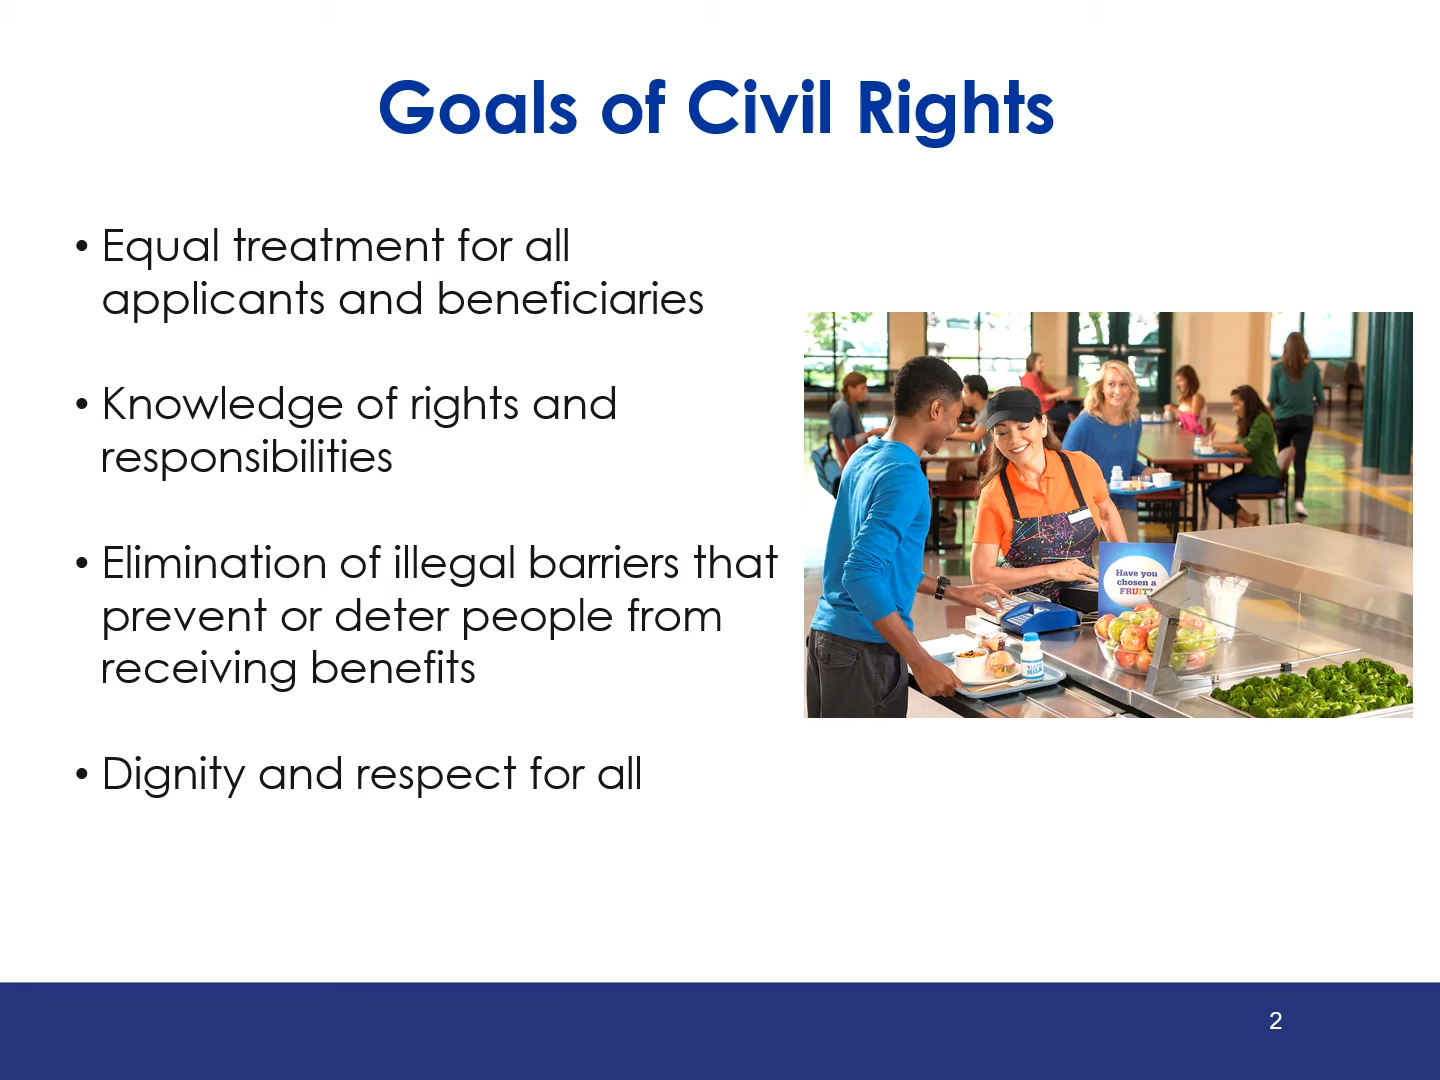 Goals of Civil Rights
• Equal treatment for all
applicants and beneficiaries
• Knowledge of rights and
responsibilities
• Elimination of illegal barriers that
prevent or deter people from
receiving benefits
• Dignity and respect for all
Have you
chosen a
FRUIT?
MILK
2